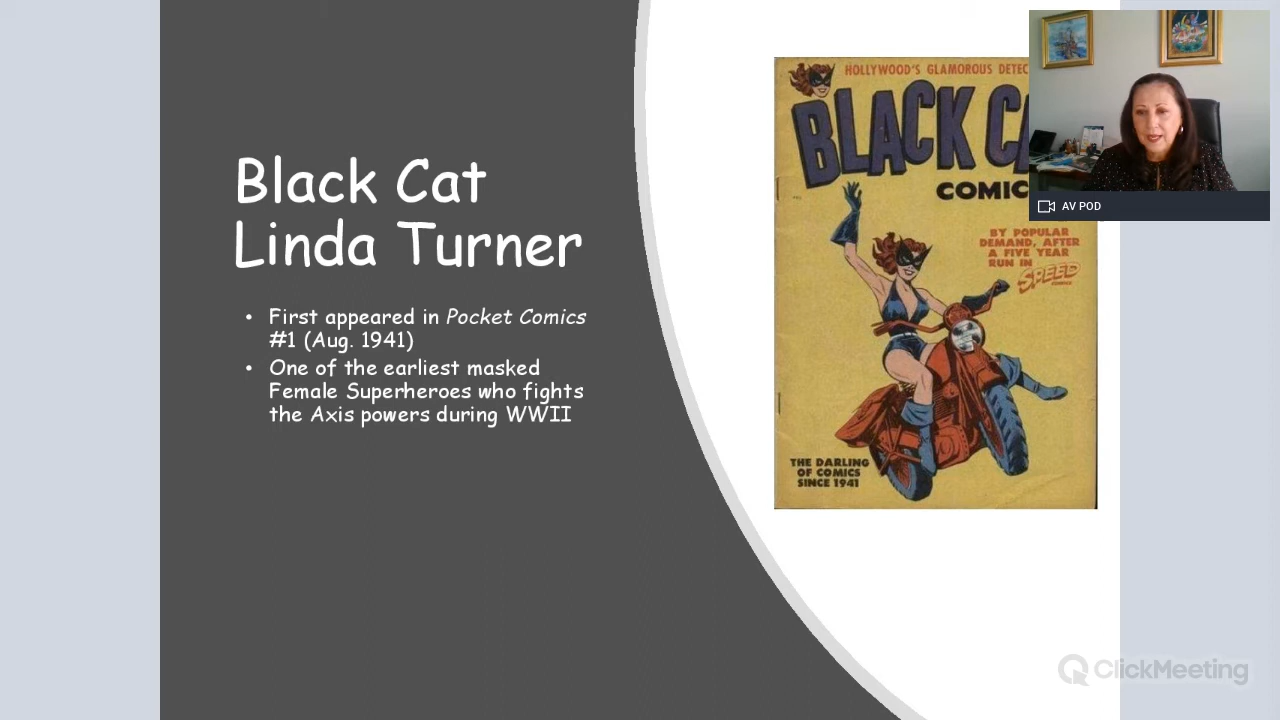 Black Cat
Linda Turner
• First appeared in Pocket Comics
#1 (Aug. 1941)
• One of the earliest masked
Female Superheroes who fights
the Axis powers during WWII
HOLLYWOOD'S GLAMOROUS DETEC
BLACK CA
COMIC
BY POPULAR
DEMAND, AFTER
A FIVE YEAR
RUN IN
SPEED
COMICS
THE DARLING
OF COMICS
SINCE 1941
AV POD
ClickMeeting